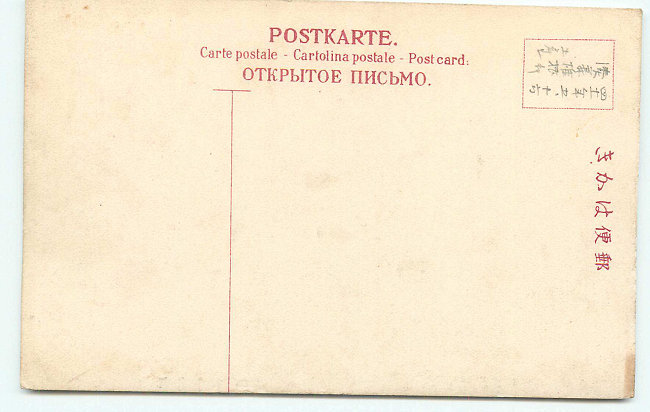 POSTKARTE.
Carte postale - Cartolina postale - Post card:
ОТКРЫТОЕ ПИСЬМО.
郵便はかき